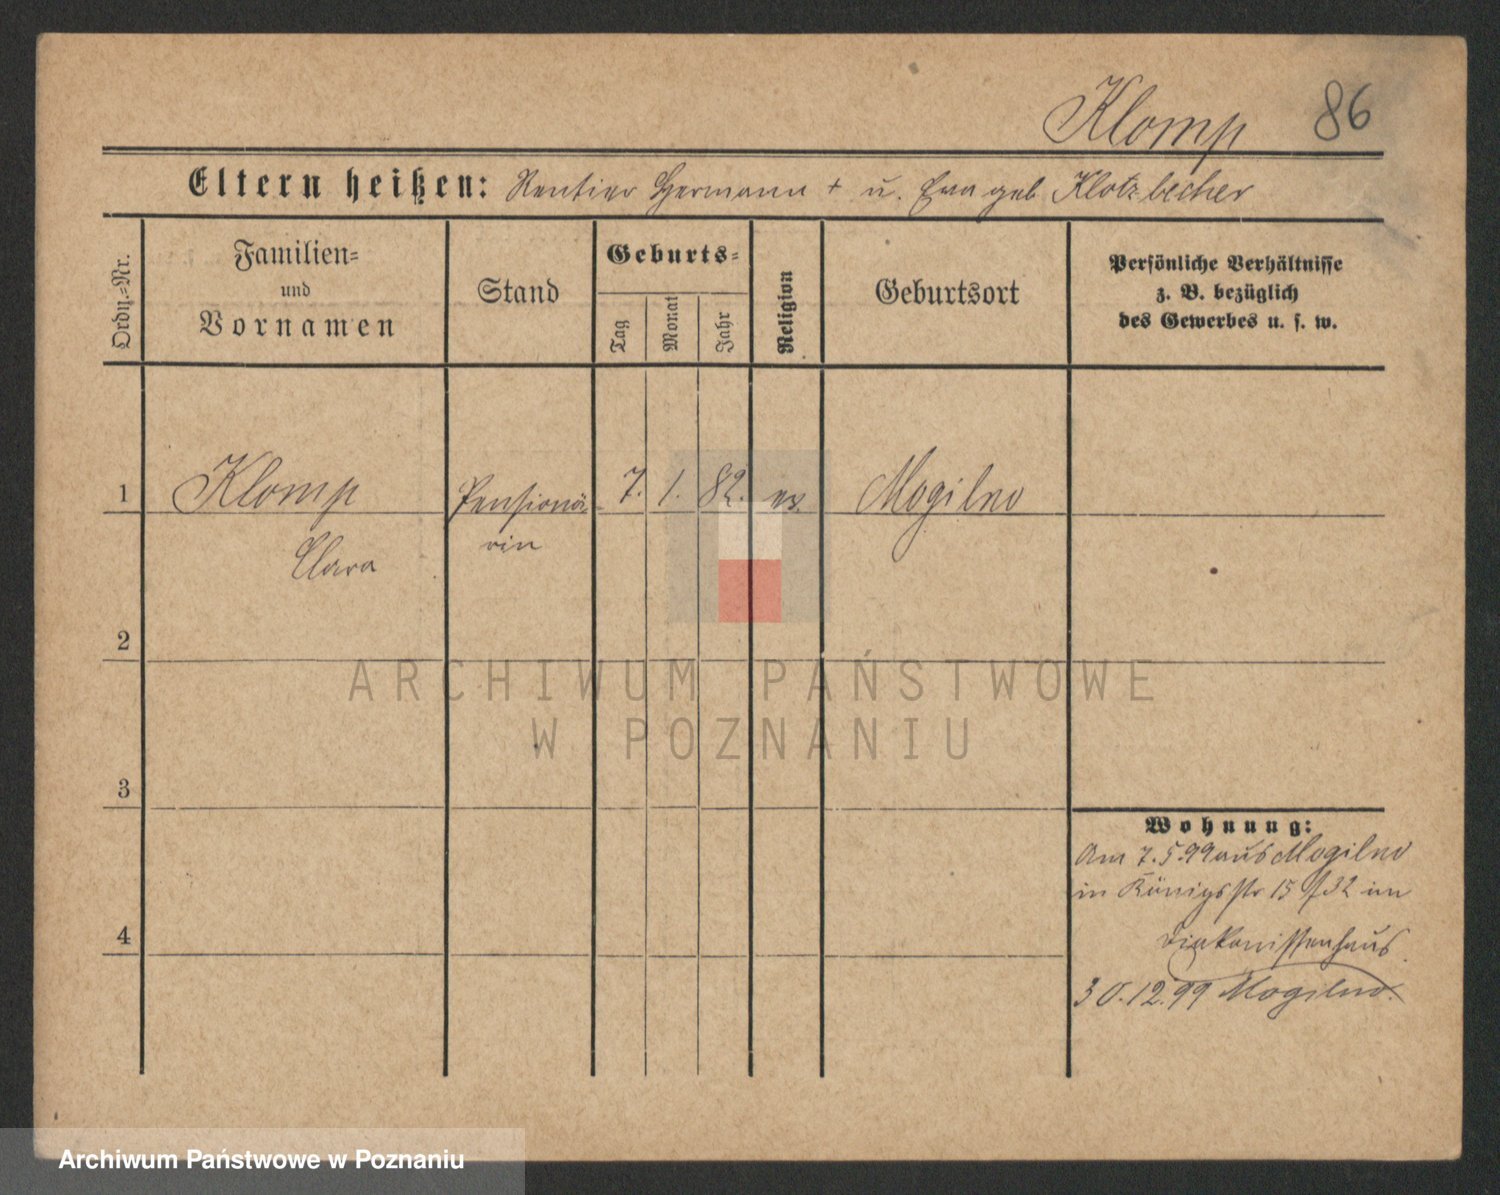 Klomp 86
Eltern heißen: Rentier Hermann + u. Eva geb Klotzbecher
Ordn.=Nr.
Familien=
und
Vornamen
Stand
Geburts=
Tag
Monat
Jahr
Religion
Geburtsort
Persönliche Verhältnisse
z. B. bezüglich
des Gewerbes u. s. w.
1 Klomp Pensionä- 7. 1. 82. ev. Mogilno
Clara rin
2
ARCHIWUM PAŃSTWOWE
W POZNANIU
3
Wohnung:
Am 7.5.99 aus Mogilno
in Königsstr 15 32 im
4
Diakonissenhaus.
30.12.99 Mogilno.
Archiwum Państwowe w Poznaniu